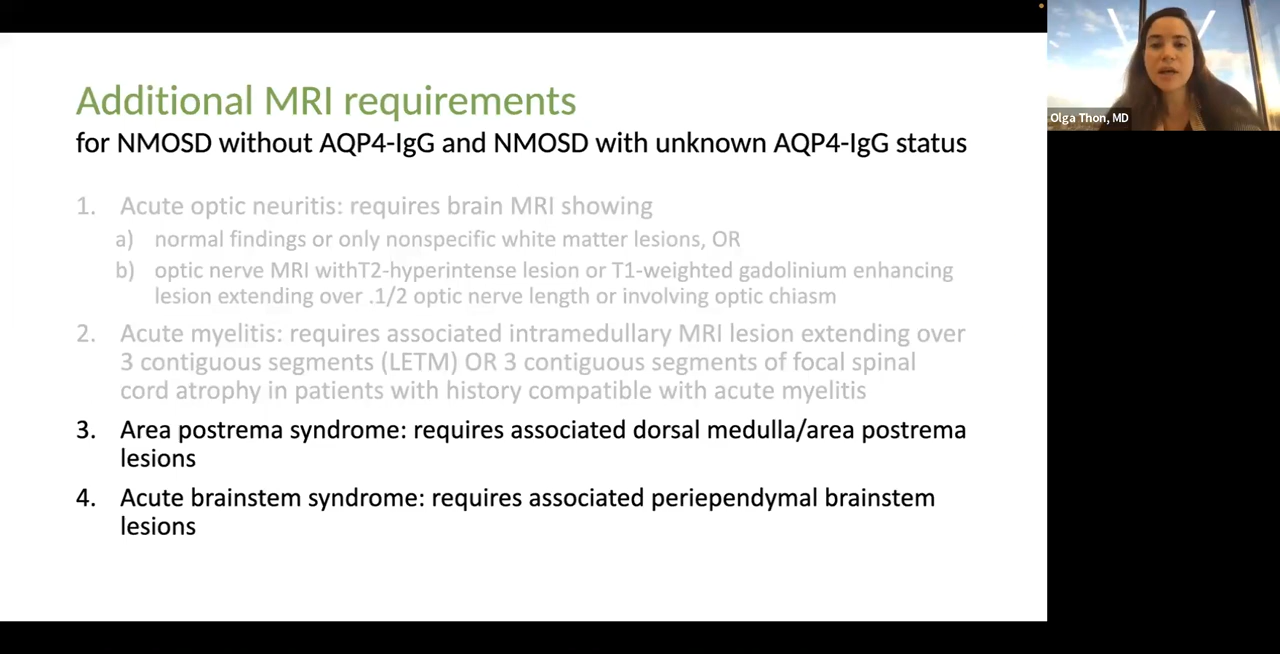 Additional MRI requirements
for NMOSD without AQP4-IgG and NMOSD with unknown AQP4-IgG status
1. Acute optic neuritis: requires brain MRI showing
a) normal findings or only nonspecific white matter lesions, OR
b) optic nerve MRI withT2-hyperintense lesion or T1-weighted gadolinium enhancing
lesion extending over .1/2 optic nerve length or involving optic chiasm
2. Acute myelitis: requires associated intramedullary MRI lesion extending over
3 contiguous segments (LETM) OR 3 contiguous segments of focal spinal
cord atrophy in patients with history compatible with acute myelitis
3. Area postrema syndrome: requires associated dorsal medulla/area postrema
lesions
4. Acute brainstem syndrome: requires associated periependymal brainstem
lesions
Olga Thon, MD